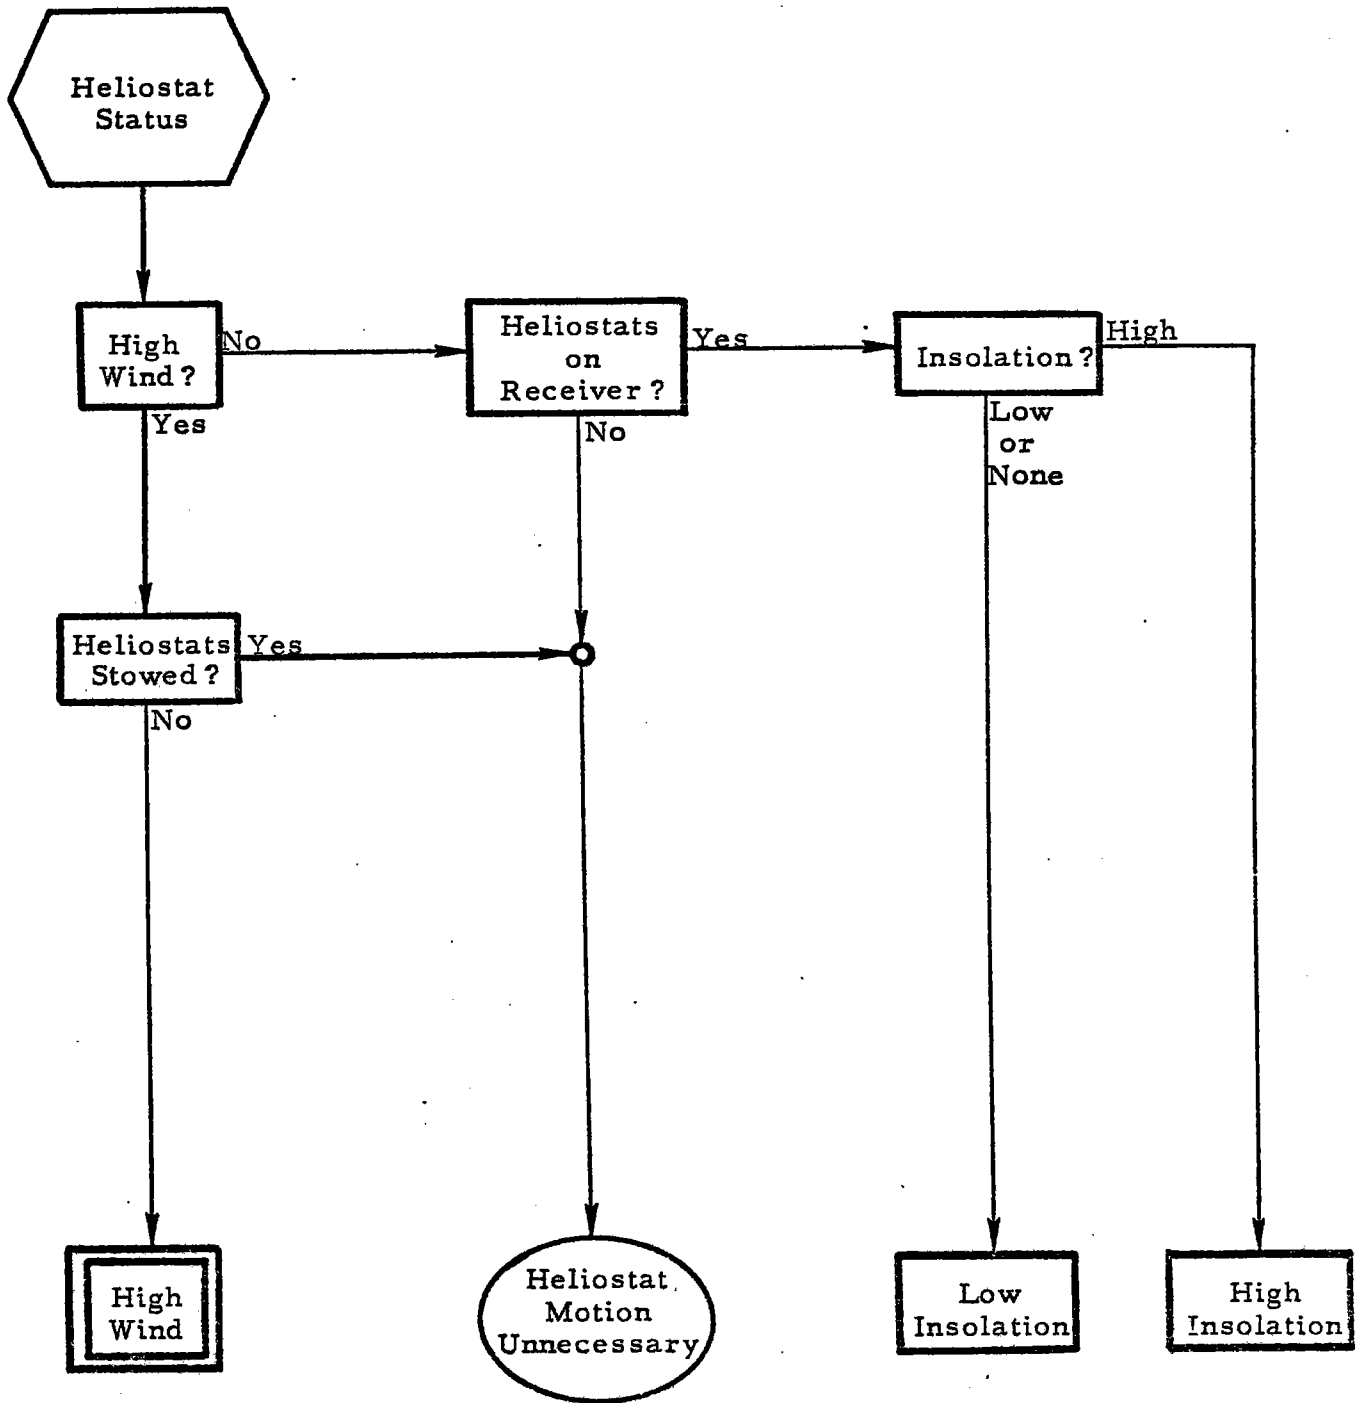 Heliostat
Status
High
Wind?
No
Yes
Heliostats
on
Receiver?
Yes
No
Insolation?
High
Low
or
None
Heliostats
Stowed?
Yes
No
High
Wind
Heliostat
Motion
Unnecessary
Low
Insolation
High
Insolation